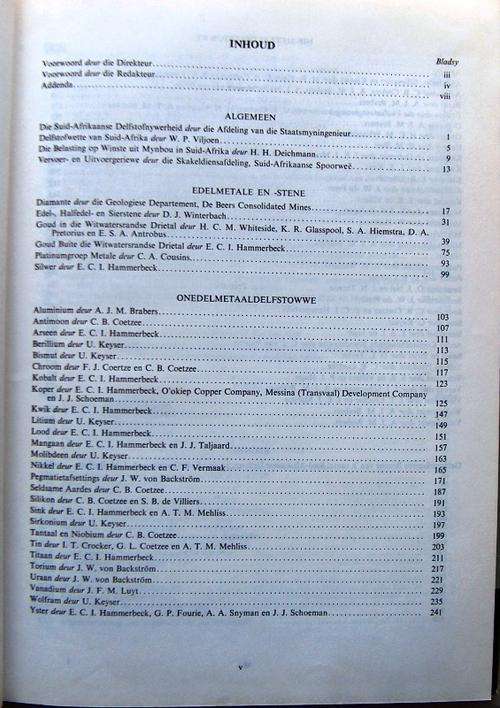 INHOUD
Bladsy
Voorwoord deur die Direkteur iii
Voorwoord deur die Redakteur iv
Addenda viii
ALGEMEEN
Die Suid-Afrikaanse Delfstofnywerheid deur die Afdeling van die Staatsmyningenieur 1
Delfstofwette van Suid-Afrika deur W. P. Viljoen 5
Die Belasting op Winste uit Mynbou in Suid-Afrika deur H. H. Deichmann 9
Vervoer- en Uitvoergeriewe deur die Skakeldiensafdeling, Suid-Afrikaanse Spoorweë 13
EDELMETALE EN -STENE
Diamante deur die Geologiese Departement, De Beers Consolidated Mines 17
Edel-, Halfedel- en Sierstene deur D. J. Winterbach 31
Goud in die Witwatersrandse Drietal deur H. C. M. Whiteside, K. R. Glasspool, S. A. Hiemstra, D. A.
Pretorius en E. S. A. Antrobus 39
Goud Buite die Witwatersrandse Drietal deur E. C. I. Hammerbeck 75
Platinumgroep Metale deur C. A. Cousins 93
Silwer deur E. C. I. Hammerbeck 99
ONEDELMETAALDELFSTOWWE
Aluminium deur A. J. M. Brabers 103
Antimoon deur C. B. Coetzee 107
Arseen deur E. C. I. Hammerbeck 111
Berillium deur U. Keyser 113
Bismut deur U. Keyser 115
Chroom deur F. J. Coertze en C. B. Coetzee 117
Kobalt deur E. C. I. Hammerbeck 123
Koper deur E. C. I. Hammerbeck, O'okiep Copper Company, Messina (Transvaal) Development Company
en J. J. Schoeman 125
Kwik deur E. C. I. Hammerbeck 147
Litium deur U. Keyser 149
Lood deur E. C. I. Hammerbeck 151
Mangaan deur E. C. I. Hammerbeck en J. J. Taljaard 157
Molibdeen deur U. Keyser 163
Nikkel deur E. C. I. Hammerbeck en C. F. Vermaak 165
Pegmatietafsettings deur J. W. von Backström 171
Seldsame Aardes deur C. B. Coetzee 187
Silikon deur C. B. Coetzee en S. B. de Villiers 191
Sink deur E. C. I. Hammerbeck en A. T. M. Mehliss 193
Sirkonium deur U. Keyser 197
Tantaal en Niobium deur C. B. Coetzee 199
Tin deur I. T. Crocker, G. L. Coetzee en A. T. M. Mehliss 203
Titaan deur E. C. I. Hammerbeck 211
Torium deur J. W. von Backström 217
Uraan deur J. W. von Backström 221
Vanadium deur J. F. M. Luyt 229
Wolfram deur U. Keyser 235
Yster deur E. C. I. Hammerbeck, G. P. Fourie, A. A. Snyman en J. J. Schoeman 241
v